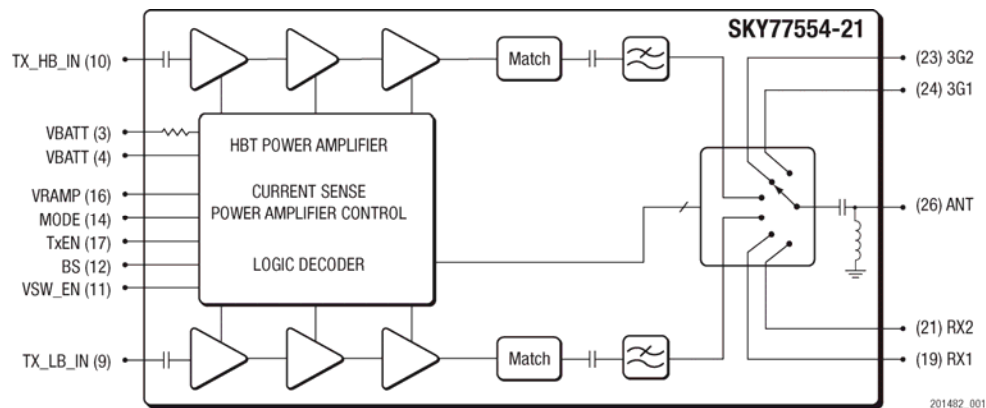 SKY77554-21
TX_HB_IN (10)
Match
(23) 3G2
(24) 3G1
VBATT (3)
VBATT (4)
VRAMP (16)
MODE (14)
TxEN (17)
BS (12)
VSW_EN (11)
HBT POWER AMPLIFIER
CURRENT SENSE
POWER AMPLIFIER CONTROL
LOGIC DECODER
(26) ANT
(21) RX2
(19) RX1
TX_LB_IN (9)
Match
201482_001